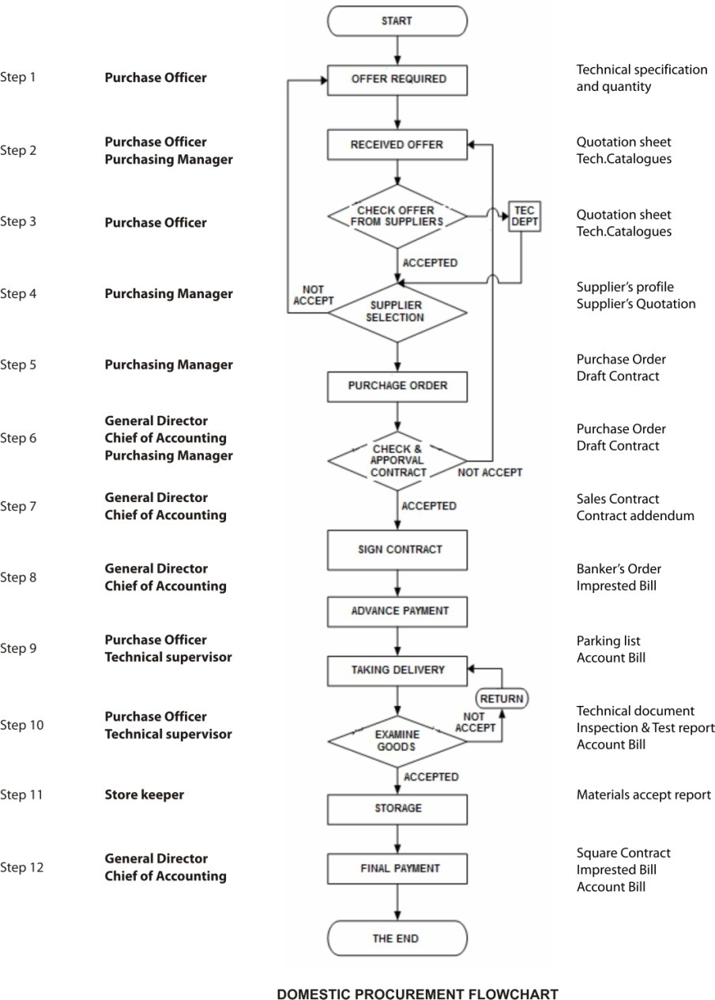 START
Step 1
Purchase Officer
OFFER REQUIRED
Technical specification
and quantity
Step 2
Purchase Officer
Purchasing Manager
RECEIVED OFFER
Quotation sheet
Tech.Catalogues
Step 3
Purchase Officer
CHECK OFFER
FROM SUPPLIERS
TEC
DEPT
Quotation sheet
Tech.Catalogues
ACCEPTED
Step 4
Purchasing Manager
NOT
ACCEPT
SUPPLIER
SELECTION
Supplier’s profile
Supplier’s Quotation
Step 5
Purchasing Manager
PURCHAGE ORDER
Purchase Order
Draft Contract
Step 6
General Director
Chief of Accounting
Purchasing Manager
CHECK &
APPORVAL
CONTRACT
NOT ACCEPT
Purchase Order
Draft Contract
ACCEPTED
Step 7
General Director
Chief of Accounting
SIGN CONTRACT
Sales Contract
Contract addendum
Step 8
General Director
Chief of Accounting
ADVANCE PAYMENT
Banker’s Order
Imprested Bill
Step 9
Purchase Officer
Technical supervisor
TAKING DELIVERY
Parking list
Account Bill
RETURN
Step 10
Purchase Officer
Technical supervisor
EXAMINE
GOODS
NOT
ACCEPT
Technical document
Inspection & Test report
Account Bill
ACCEPTED
Step 11
Store keeper
STORAGE
Materials accept report
Step 12
General Director
Chief of Accounting
FINAL PAYMENT
Square Contract
Imprested Bill
Account Bill
THE END
DOMESTIC PROCUREMENT FLOWCHART